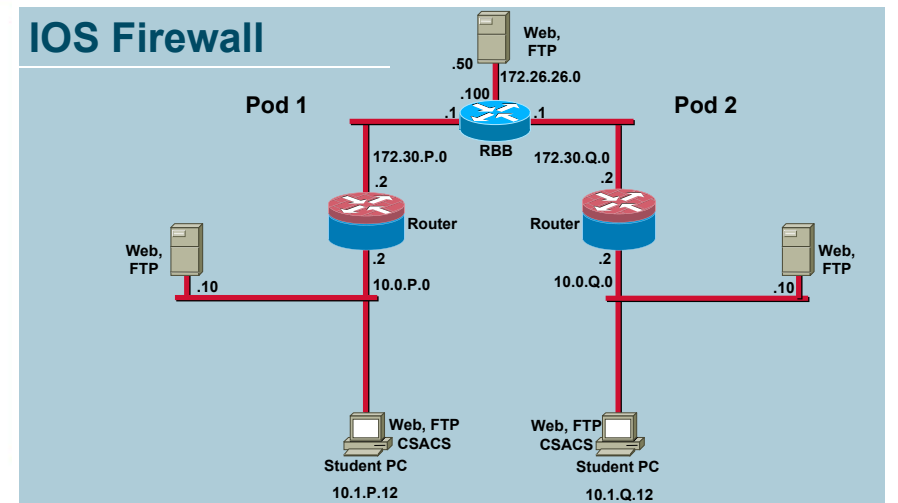 IOS Firewall
Web,
FTP
.50
172.26.26.0
.100
Pod 1
Pod 2
.1
.1
RBB
172.30.P.0
172.30.Q.0
.2
.2
Router
Router
Web,
FTP
Web,
FTP
.2
.2
.10
10.0.P.0
10.0.Q.0
.10
Web, FTP
CSACS
Student PC
10.1.P.12
Web, FTP
CSACS
Student PC
10.1.Q.12